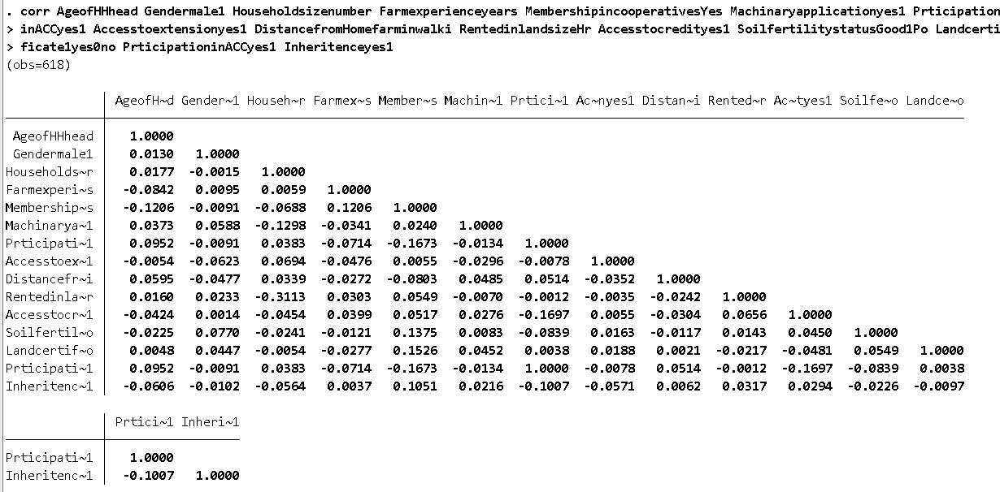 . corr AgeofHHhead Gendermale1 Householdsizenumber Farmexperienceyears MembershipincooperativesYes Machinaryapplicationyes1 Prticipation
> inACCyes1 Accesstoextensionyes1 DistancefromHomefarminwalki RentedinlandsizeHr Accesstocredityes1 SoilfertilitystatusGood1Po Landcerti
> ficate1yes0no PrticipationinACCyes1 Inheritenceyes1
(obs=618)
AgeofH~d Gender~1 Househ~r Farmex~s Member~s Machin~1 Prtici~1 Ac~nyes1 Distan~i Rented~r Ac~tyes1 Soilfe~o Landce~o
AgeofHHhead 1.0000
Gendermale1 0.0130 1.0000
Households~r 0.0177 -0.0015 1.0000
Farmexperi~s -0.0842 0.0095 0.0059 1.0000
Membership~s -0.1206 -0.0091 -0.0688 0.1206 1.0000
Machinarya~1 0.0373 0.0588 -0.1298 -0.0341 0.0240 1.0000
Prticipati~1 0.0952 -0.0091 0.0383 -0.0714 -0.1673 -0.0134 1.0000
Accesstoex~1 -0.0054 -0.0623 0.0694 -0.0476 0.0055 -0.0296 -0.0078 1.0000
Distancefr~i 0.0595 -0.0477 0.0339 -0.0272 -0.0803 0.0485 0.0514 -0.0352 1.0000
Rentedinla~r 0.0160 0.0233 -0.3113 0.0303 0.0549 -0.0070 -0.0012 -0.0035 -0.0242 1.0000
Accesstocr~1 -0.0424 0.0014 -0.0454 0.0399 0.0517 0.0276 -0.1697 0.0055 -0.0304 0.0656 1.0000
Soilfertil~o -0.0225 0.0770 -0.0241 -0.0121 0.1375 0.0083 -0.0839 0.0163 -0.0117 0.0143 0.0450 1.0000
Landcertif~o 0.0048 0.0447 -0.0054 -0.0277 0.1526 0.0452 0.0038 0.0188 0.0021 -0.0217 -0.0481 0.0549 1.0000
Prticipati~1 0.0952 -0.0091 0.0383 -0.0714 -0.1673 -0.0134 1.0000 -0.0078 0.0514 -0.0012 -0.1697 -0.0839 0.0038
Inheritenc~1 -0.0606 -0.0102 -0.0564 0.0037 0.1051 0.0216 -0.1007 -0.0571 0.0062 0.0317 0.0294 -0.0226 -0.0097
Prtici~1 Inheri~1
Prticipati~1 1.0000
Inheritenc~1 -0.1007 1.0000